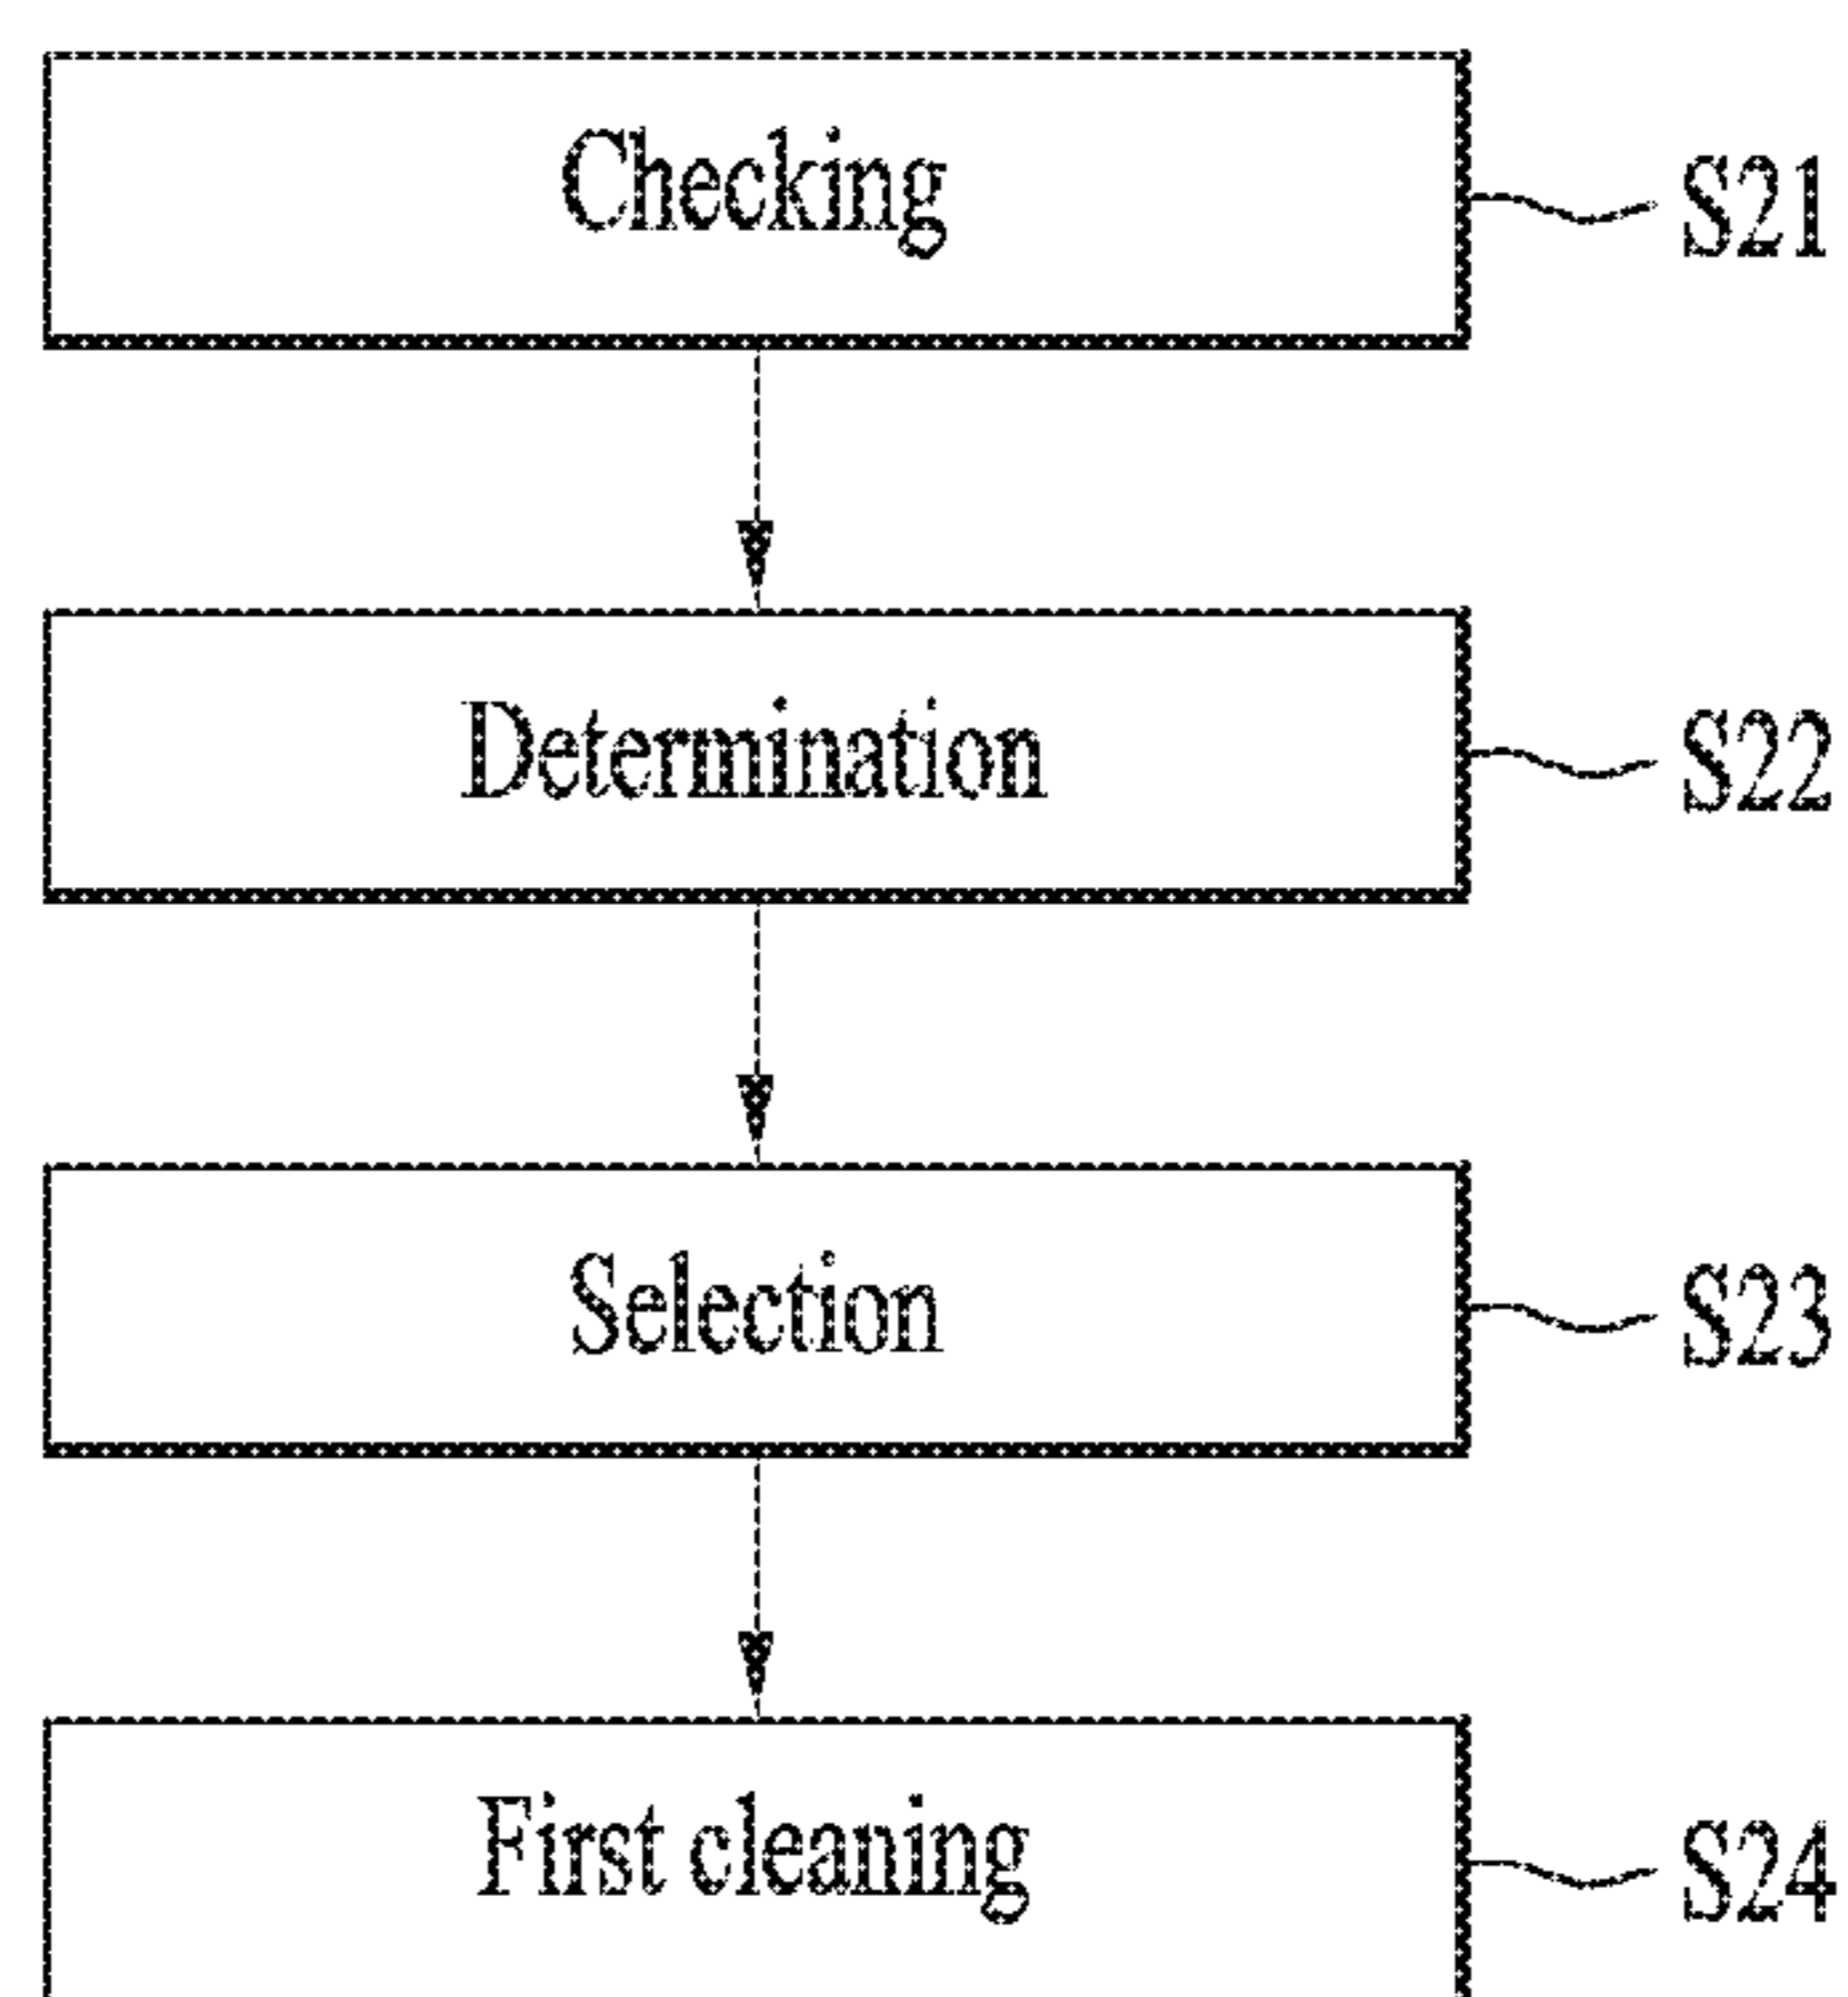 Checking
S21
Determination
S22
Selection
S23
First cleaning
S24